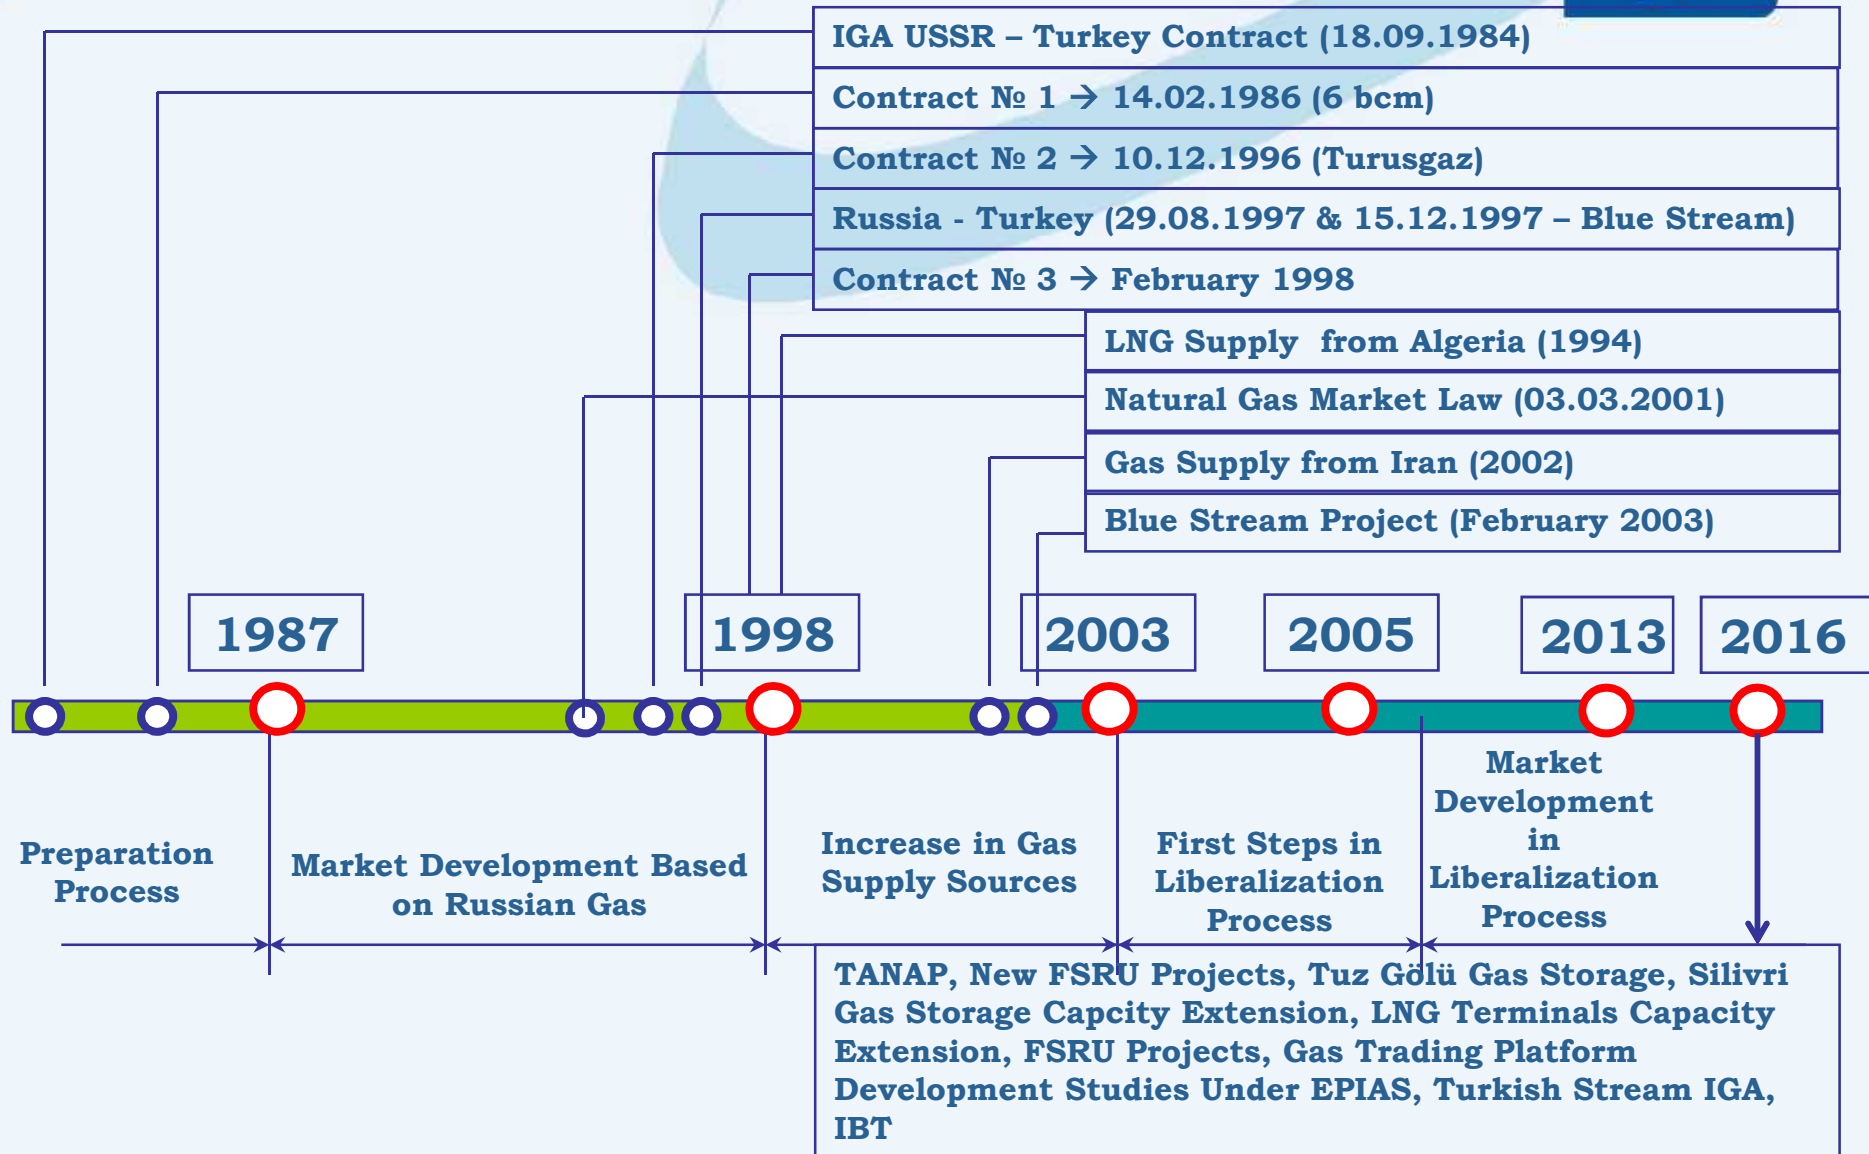 IGA USSR – Turkey Contract (18.09.1984)
Contract № 1 → 14.02.1986 (6 bcm)
Contract № 2 → 10.12.1996 (Turusgaz)
Russia - Turkey (29.08.1997 & 15.12.1997 – Blue Stream)
Contract № 3 → February 1998
LNG Supply from Algeria (1994)
Natural Gas Market Law (03.03.2001)
Gas Supply from Iran (2002)
Blue Stream Project (February 2003)
1987
1998
2003
2005
2013
2016
Preparation
Process
Market Development Based
on Russian Gas
Increase in Gas
Supply Sources
First Steps in
Liberalization
Process
Market
Development
in
Liberalization
Process
TANAP, New FSRU Projects, Tuz Gölü Gas Storage, Silivri
Gas Storage Capcity Extension, LNG Terminals Capacity
Extension, FSRU Projects, Gas Trading Platform
Development Studies Under EPIAS, Turkish Stream IGA,
IBT